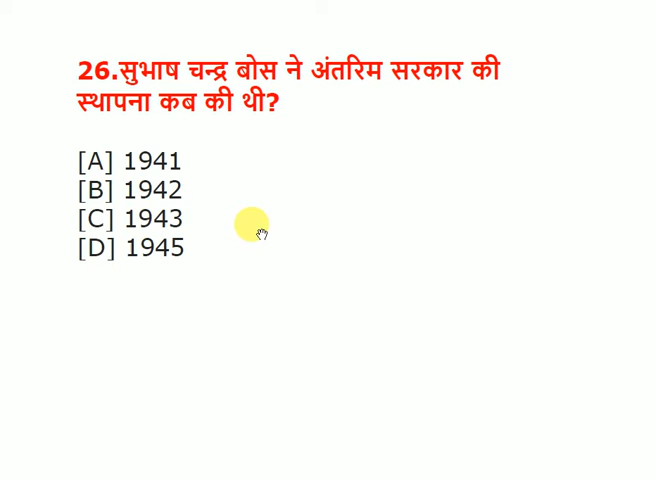 26.सुभाष चन्द्र बोस ने अंतरिम सरकार की
स्थापना कब की थी?
[A] 1941
[B] 1942
[C] 1943
[D] 1945